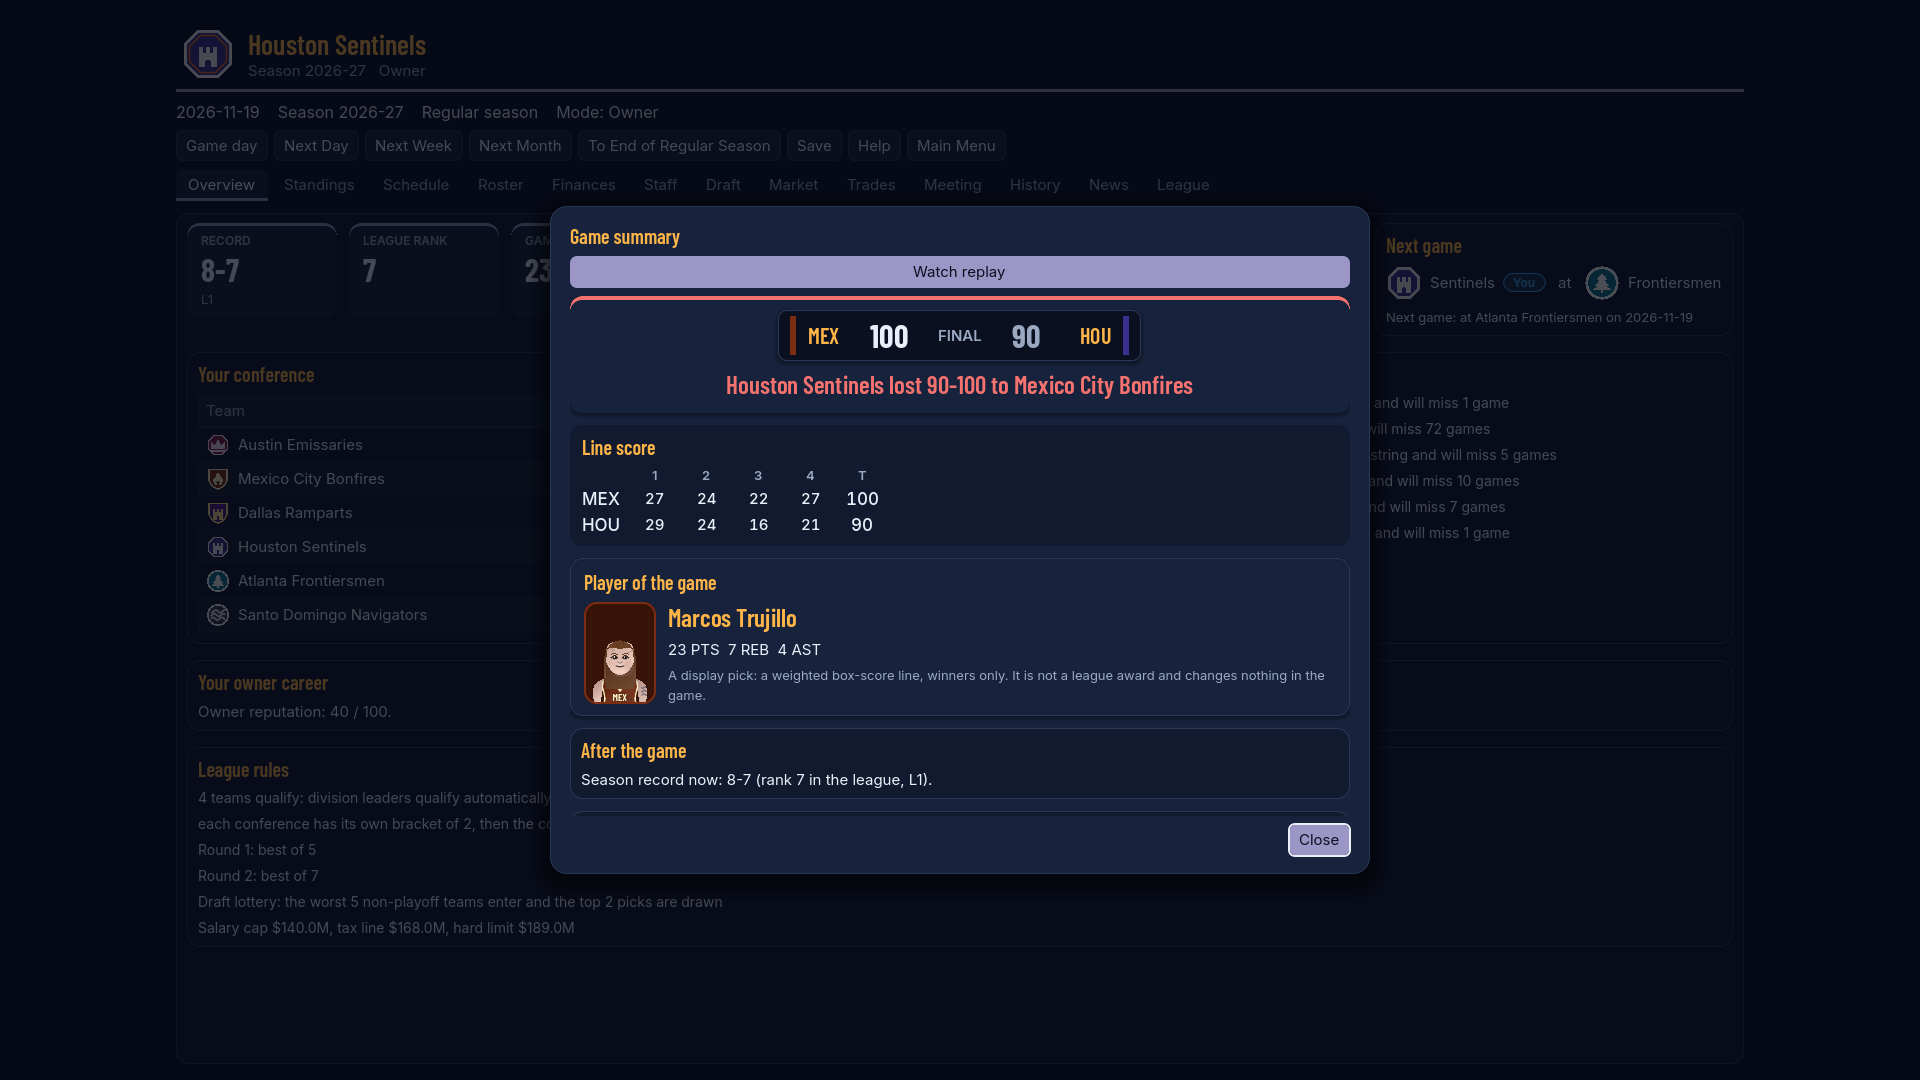 Houston Sentinels
Season 2026-27 Owner
2026-11-19 Season 2026-27 Regular season Mode: Owner
Game day Next Day Next Week Next Month To End of Regular Season Save Help Main Menu
Overview Standings Schedule Roster Finances Staff Draft Market Trades Meeting History News League
RECORD
8-7
L1
LEAGUE RANK
7
23
Next game
Sentinels You at Frontiersmen
Next game: at Atlanta Frontiersmen on 2026-11-19
Your conference
Team
Austin Emissaries
Mexico City Bonfires
Dallas Ramparts
Houston Sentinels
Atlanta Frontiersmen
Santo Domingo Navigators
and will miss 1 game
will miss 72 games
string and will miss 5 games
and will miss 10 games
and will miss 7 games
and will miss 1 game
Your owner career
Owner reputation: 40 / 100.
League rules
4 teams qualify: division leaders qualify automatically
each conference has its own bracket of 2, then the
Round 1: best of 5
Round 2: best of 7
Draft lottery: the worst 5 non-playoff teams enter and the top 2 picks are drawn
Salary cap $140.0M, tax line $168.0M, hard limit $189.0M
Game summary
Watch replay
MEX 100 FINAL 90 HOU
Houston Sentinels lost 90-100 to Mexico City Bonfires
Line score
1 2 3 4 T
MEX 27 24 22 27 100
HOU 29 24 16 21 90
Player of the game
MEX
Marcos Trujillo
23 PTS 7 REB 4 AST
A display pick: a weighted box-score line, winners only. It is not a league award and changes nothing in the
game.
After the game
Season record now: 8-7 (rank 7 in the league, L1).
Close